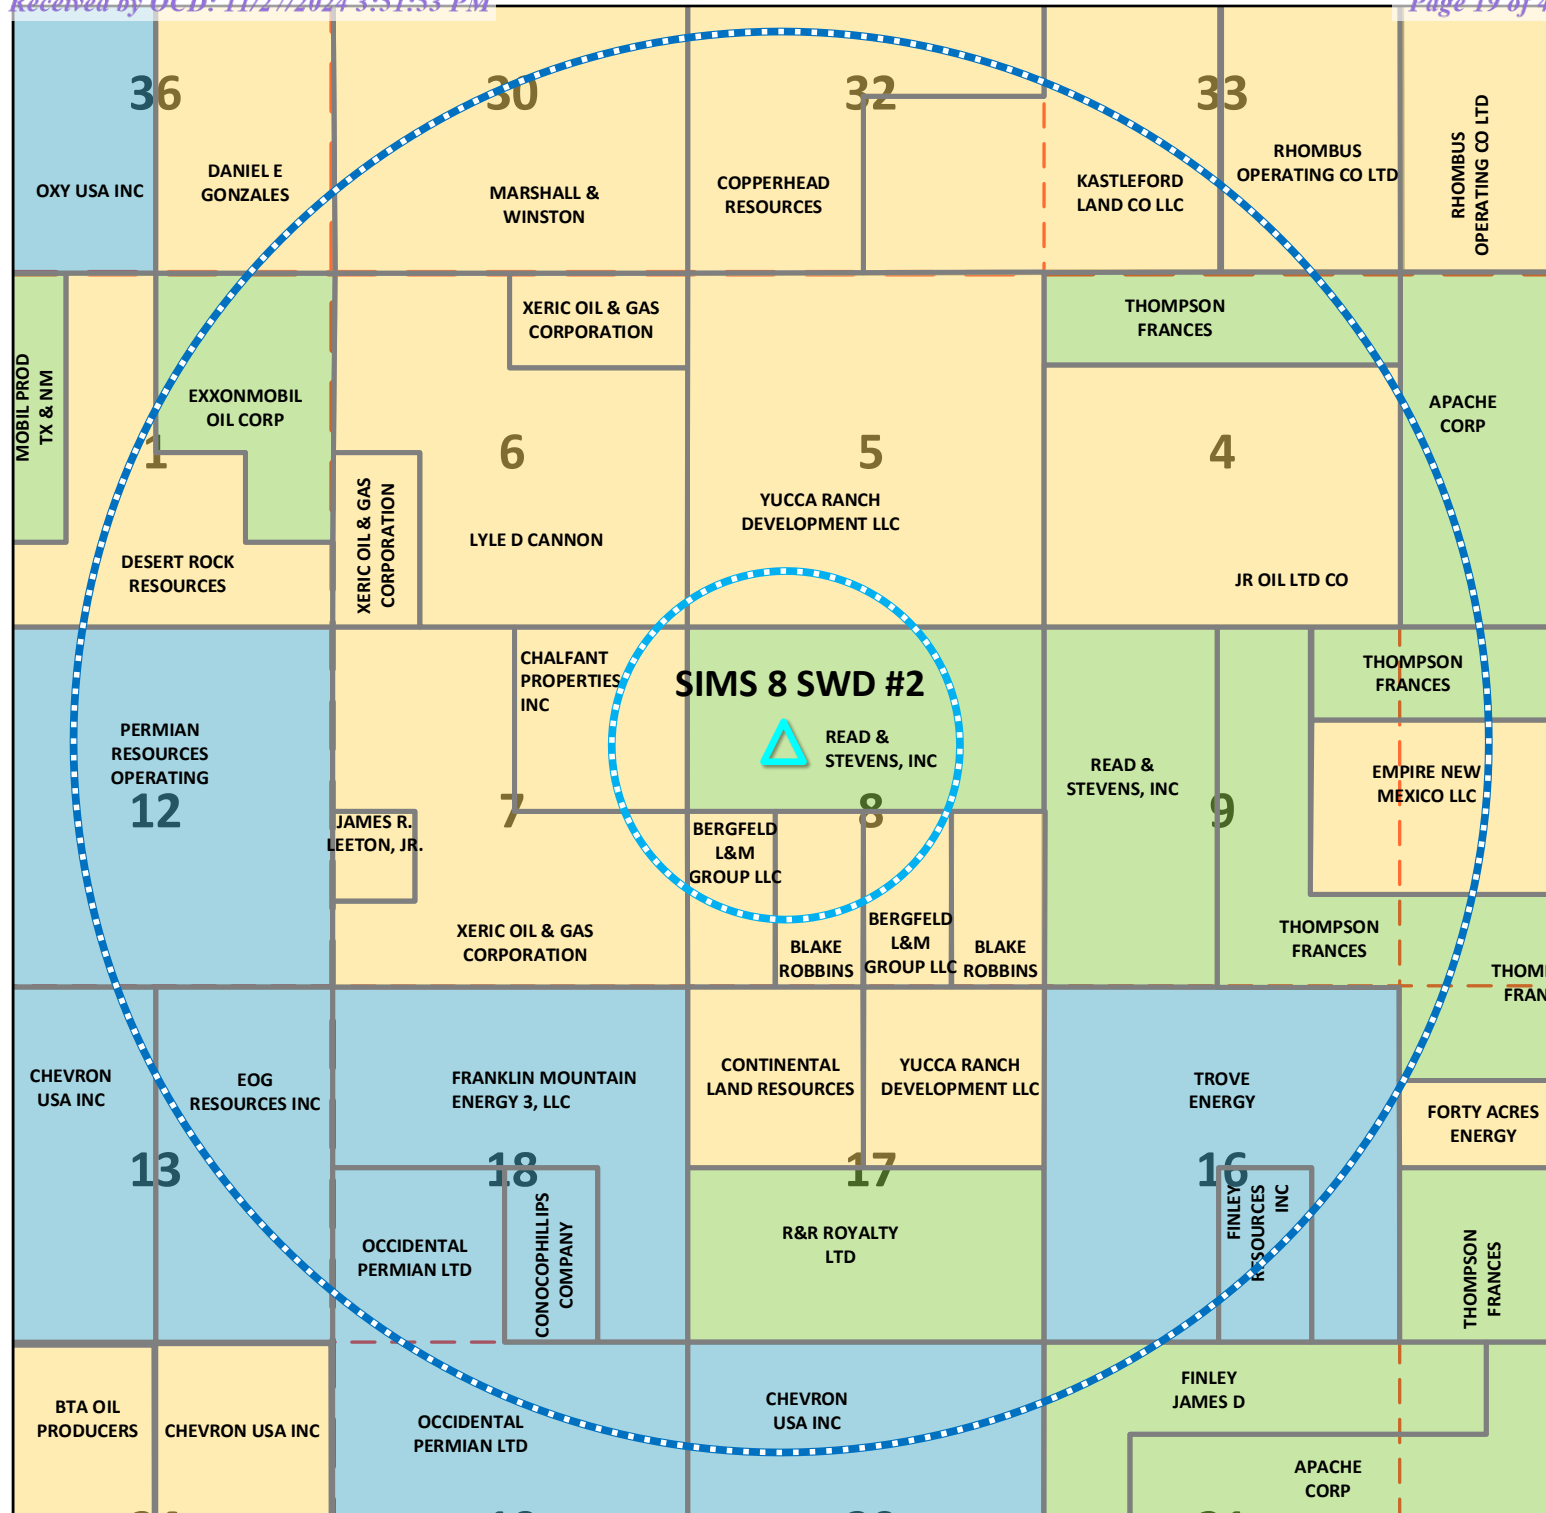 Received by OCD: 11/27/2024 3:51:53 PM
Page 19 of 4
36
30
32
33
OXY USA INC
DANIEL E
GONZALES
MARSHALL &
WINSTON
COPPERHEAD
RESOURCES
KASTLEFORD
LAND CO LLC
RHOMBUS
OPERATING CO LTD
RHOMBUS
OPERATING CO LTD
MOBIL PROD
TX & NM
EXXONMOBIL
OIL CORP
XERIC OIL & GAS
CORPORATION
THOMPSON
FRANCES
APACHE
CORP
1
6
5
4
DESERT ROCK
RESOURCES
XERIC OIL & GAS
CORPORATION
LYLE D CANNON
YUCCA RANCH
DEVELOPMENT LLC
JR OIL LTD CO
PERMIAN
RESOURCES
OPERATING
12
CHALFANT
PROPERTIES
INC
SIMS 8 SWD #2
READ &
STEVENS, INC
READ &
STEVENS, INC
THOMPSON
FRANCES
EMPIRE NEW
MEXICO LLC
7
8
9
JAMES R.
LEETON, JR.
XERIC OIL & GAS
CORPORATION
BERGFELD
L&M
GROUP LLC
BLAKE
ROBBINS
BERGFELD
L&M
GROUP LLC
BLAKE
ROBBINS
THOMPSON
FRANCES
THOM
FRAN
CHEVRON
USA INC
EOG
RESOURCES INC
FRANKLIN MOUNTAIN
ENERGY 3, LLC
CONTINENTAL
LAND RESOURCES
YUCCA RANCH
DEVELOPMENT LLC
TROVE
ENERGY
FORTY ACRES
ENERGY
13
18
17
16
OCCIDENTAL
PERMIAN LTD
CONOCOPHILLIPS
COMPANY
R&R ROYALTY
LTD
FINLEY
RESOURCES
INC
THOMPSON
FRANCES
BTA OIL
PRODUCERS
CHEVRON USA INC
OCCIDENTAL
PERMIAN LTD
CHEVRON
USA INC
FINLEY
JAMES D
APACHE
CORP